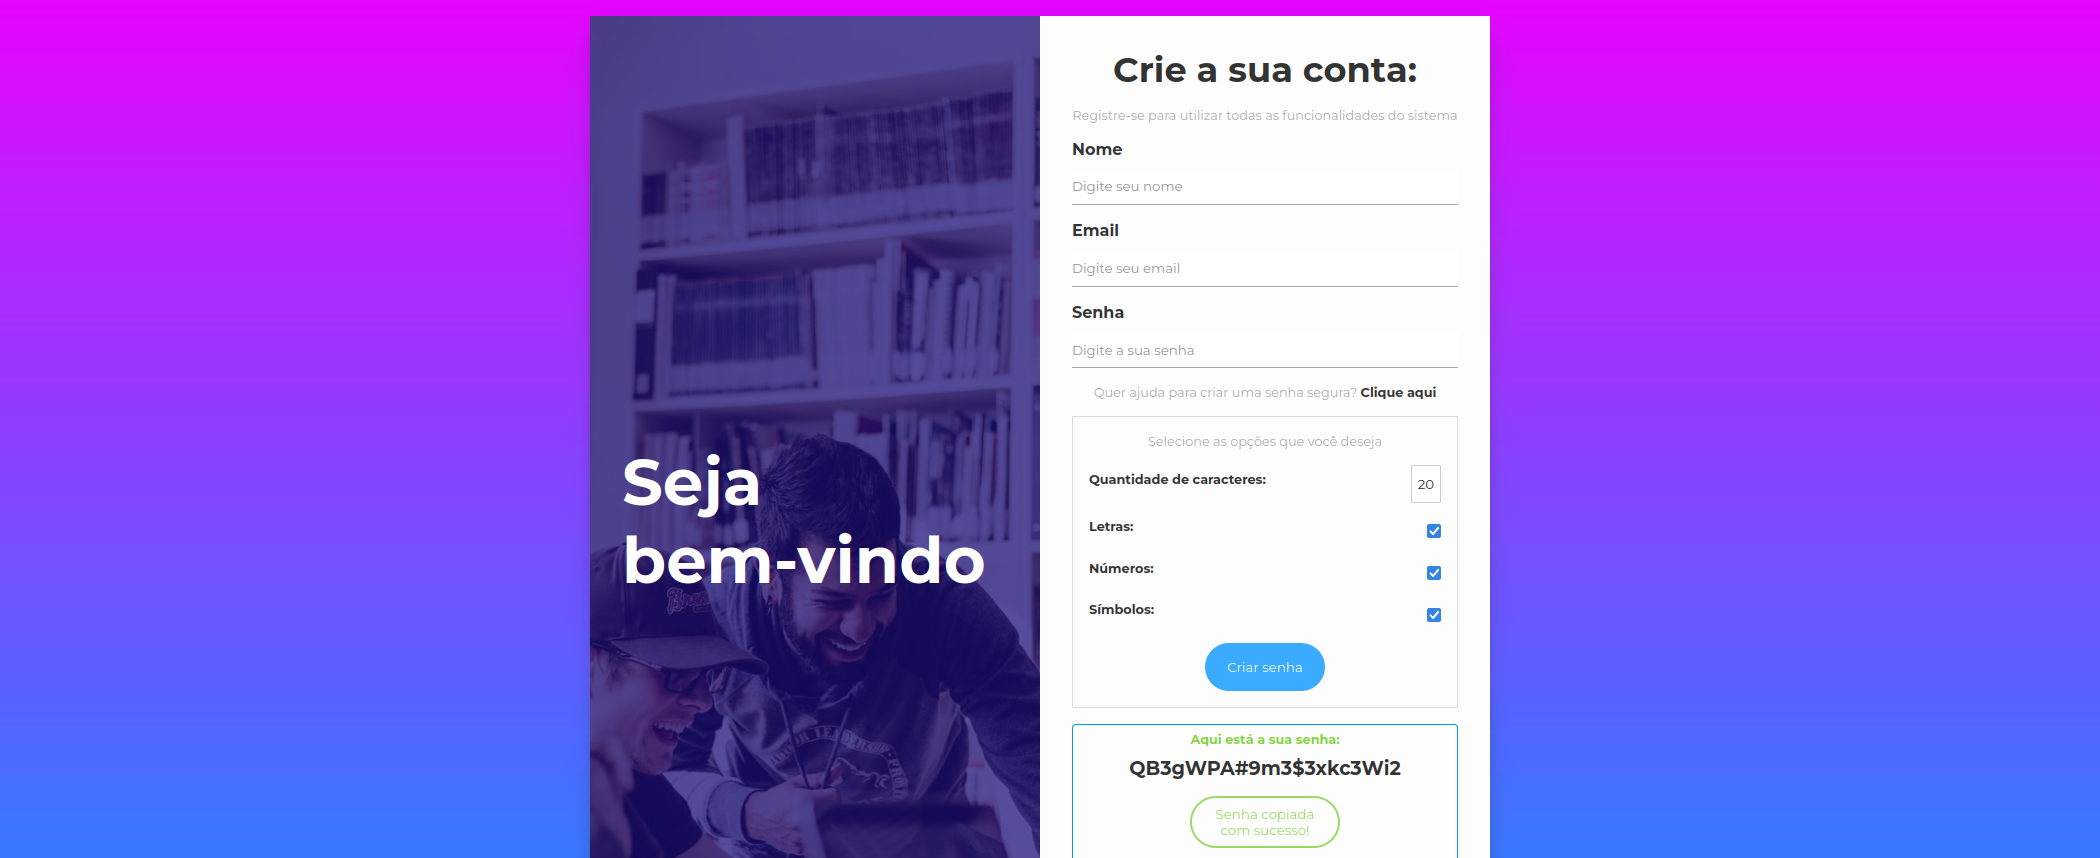 Seja
bem-vindo
Crie a sua conta:
Registre-se para utilizar todas as funcionalidades do sistema
Nome
Digite seu nome
Email
Digite seu email
Senha
Digite a sua senha
Quer ajuda para criar uma senha segura? Clique aqui
Selecione as opções que você deseja
Quantidade de caracteres: 20
Letras:
Números:
Símbolos:
Criar senha
Aqui está a sua senha:
QB3gWPA#9m3$3xkc3Wi2
Senha copiada
com sucesso!